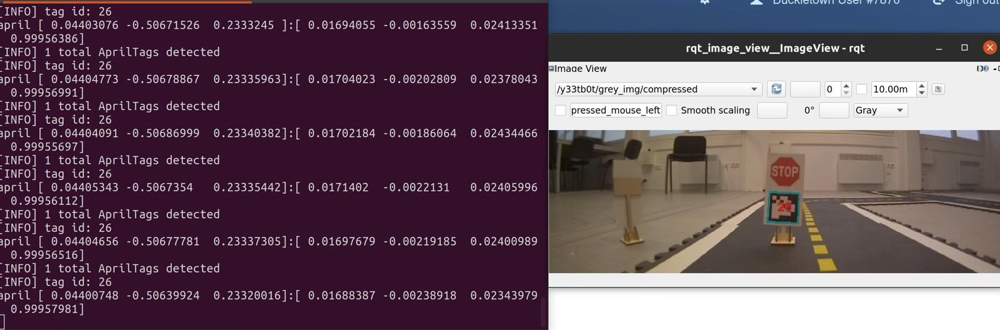 [INFO] tag id: 26
april [ 0.04403076 -0.50671526 0.2333245 ]:[ 0.01694055 -0.00163559 0.02413351
0.99956386]
[INFO] 1 total AprilTags detected
[INFO] tag id: 26
april [ 0.04404773 -0.50678867 0.23335963]:[ 0.01704023 -0.00202809 0.02378043
0.99956991]
[INFO] 1 total AprilTags detected
[INFO] tag id: 26
april [ 0.04404091 -0.50686999 0.23340382]:[ 0.01702184 -0.00186064 0.02434466
0.99955697]
[INFO] 1 total AprilTags detected
[INFO] tag id: 26
april [ 0.04405343 -0.5067354 0.23335442]:[ 0.0171402 -0.0022131 0.02405996
0.99956112]
[INFO] 1 total AprilTags detected
[INFO] tag id: 26
april [ 0.04404656 -0.50677781 0.23337305]:[ 0.01697679 -0.00219185 0.02400989
0.99956516]
[INFO] 1 total AprilTags detected
[INFO] tag id: 26
april [ 0.04400748 -0.50639924 0.23320016]:[ 0.01688387 -0.00238918 0.02343979
0.99957981]
Duckietown User #7870 Sign out
rqt_image_view__ImageView - rqt
Image View
/y33tb0t/grey_img/compressed 0 10.00m
pressed_mouse_left Smooth scaling 0° Gray
STOP
26